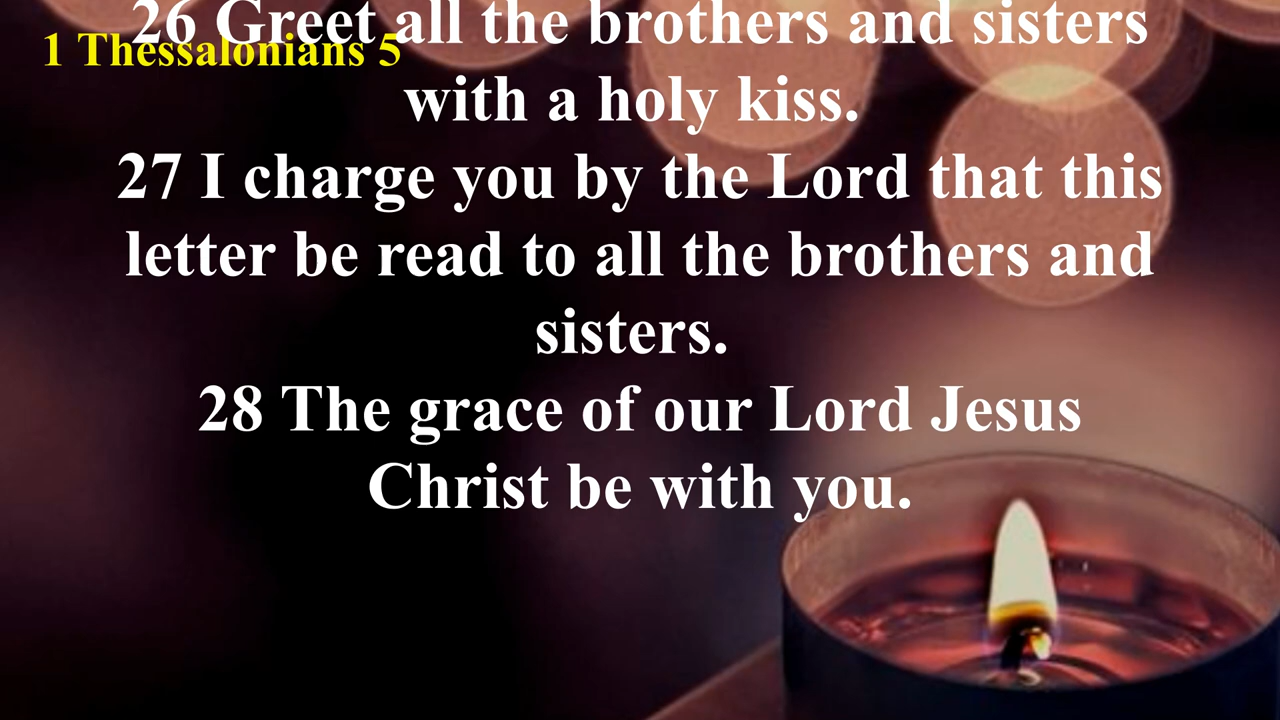 26 Greet all the brothers and sisters
1 Thessalonians 5
with a holy kiss.
27 I charge you by the Lord that this
letter be read to all the brothers and
sisters.
28 The grace of our Lord Jesus
Christ be with you.